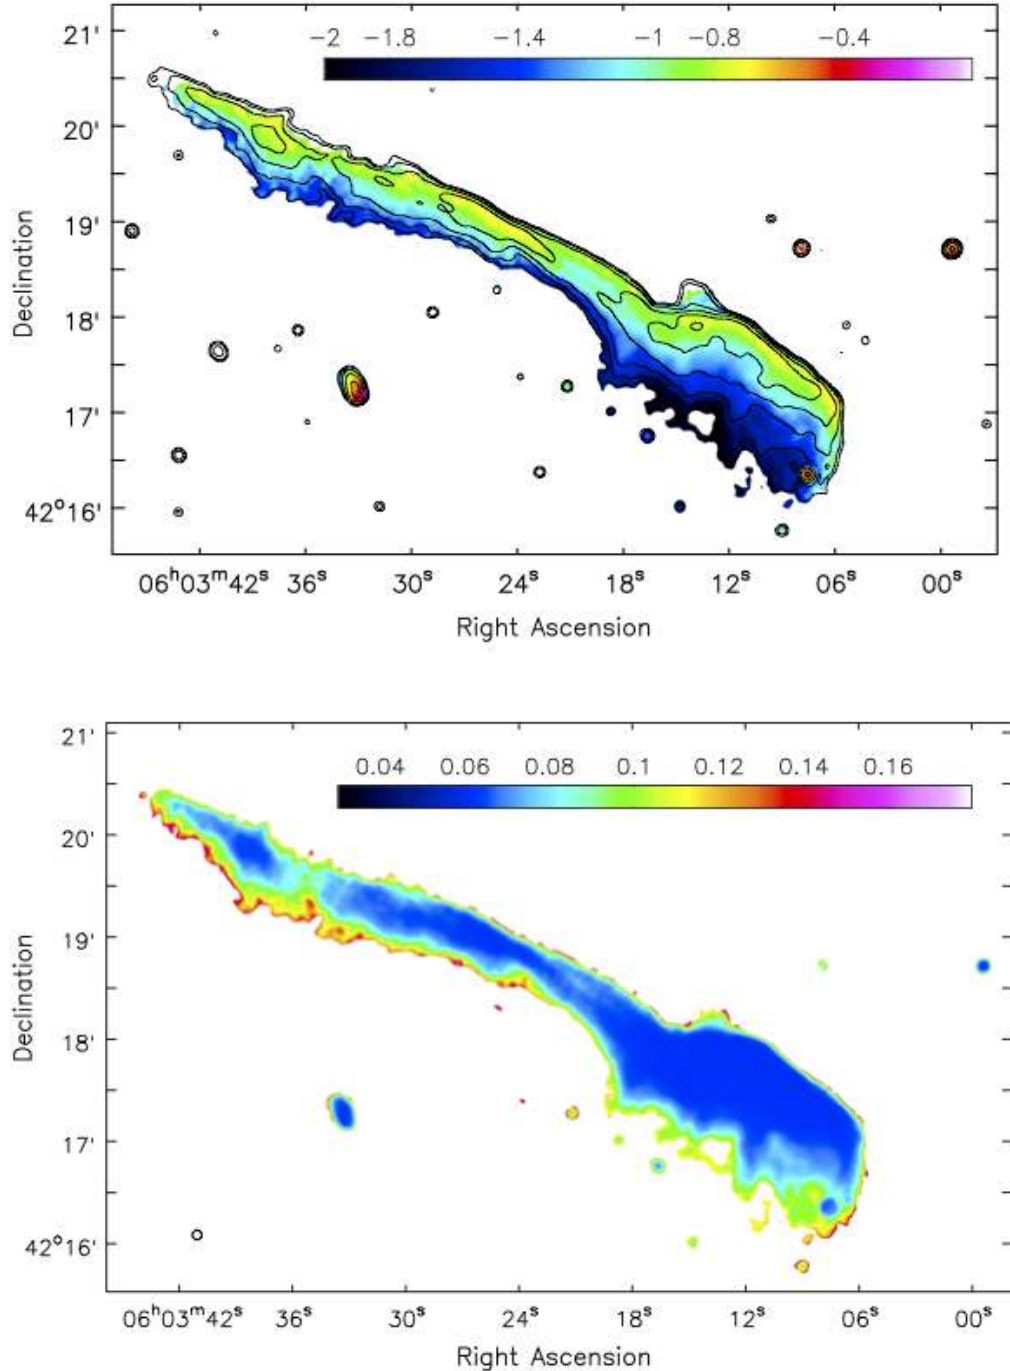 −2 −1.8 −1.4 −1 −0.8 −0.4
21'
20'
19'
18'
17'
42°16'
Declination
06ʰ03ᵐ42ˢ 36ˢ 30ˢ 24ˢ 18ˢ 12ˢ 06ˢ 00ˢ
Right Ascension
0.04 0.06 0.08 0.1 0.12 0.14 0.16
21'
20'
19'
18'
17'
42°16'
Declination
06ʰ03ᵐ42ˢ 36ˢ 30ˢ 24ˢ 18ˢ 12ˢ 06ˢ 00ˢ
Right Ascension